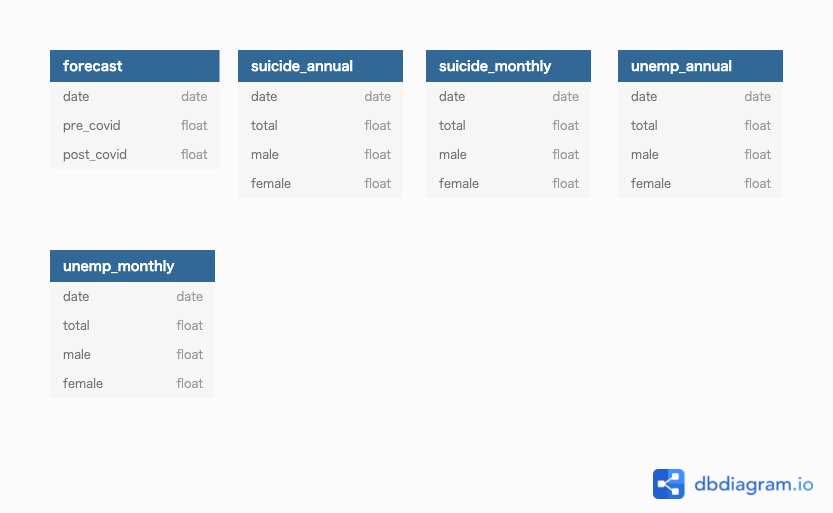 forecast
date date
pre_covid float
post_covid float
suicide_annual
date date
total float
male float
female float
suicide_monthly
date date
total float
male float
female float
unemp_annual
date date
total float
male float
female float
unemp_monthly
date date
total float
male float
female float
dbdiagram.io